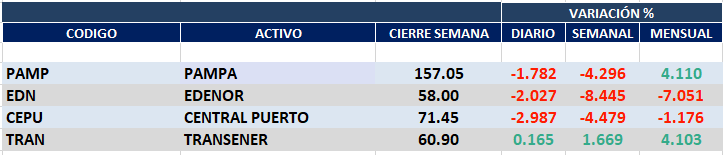 VARIACIÓN %
CODIGO ACTIVO CIERRE SEMANA DIARIO SEMANAL MENSUAL
PAMP PAMPA 157.05 -1.782 -4.296 4.110
EDN EDENOR 58.00 -2.027 -8.445 -7.051
CEPU CENTRAL PUERTO 71.45 -2.987 -4.479 -1.176
TRAN TRANSENER 60.90 0.165 1.669 4.103